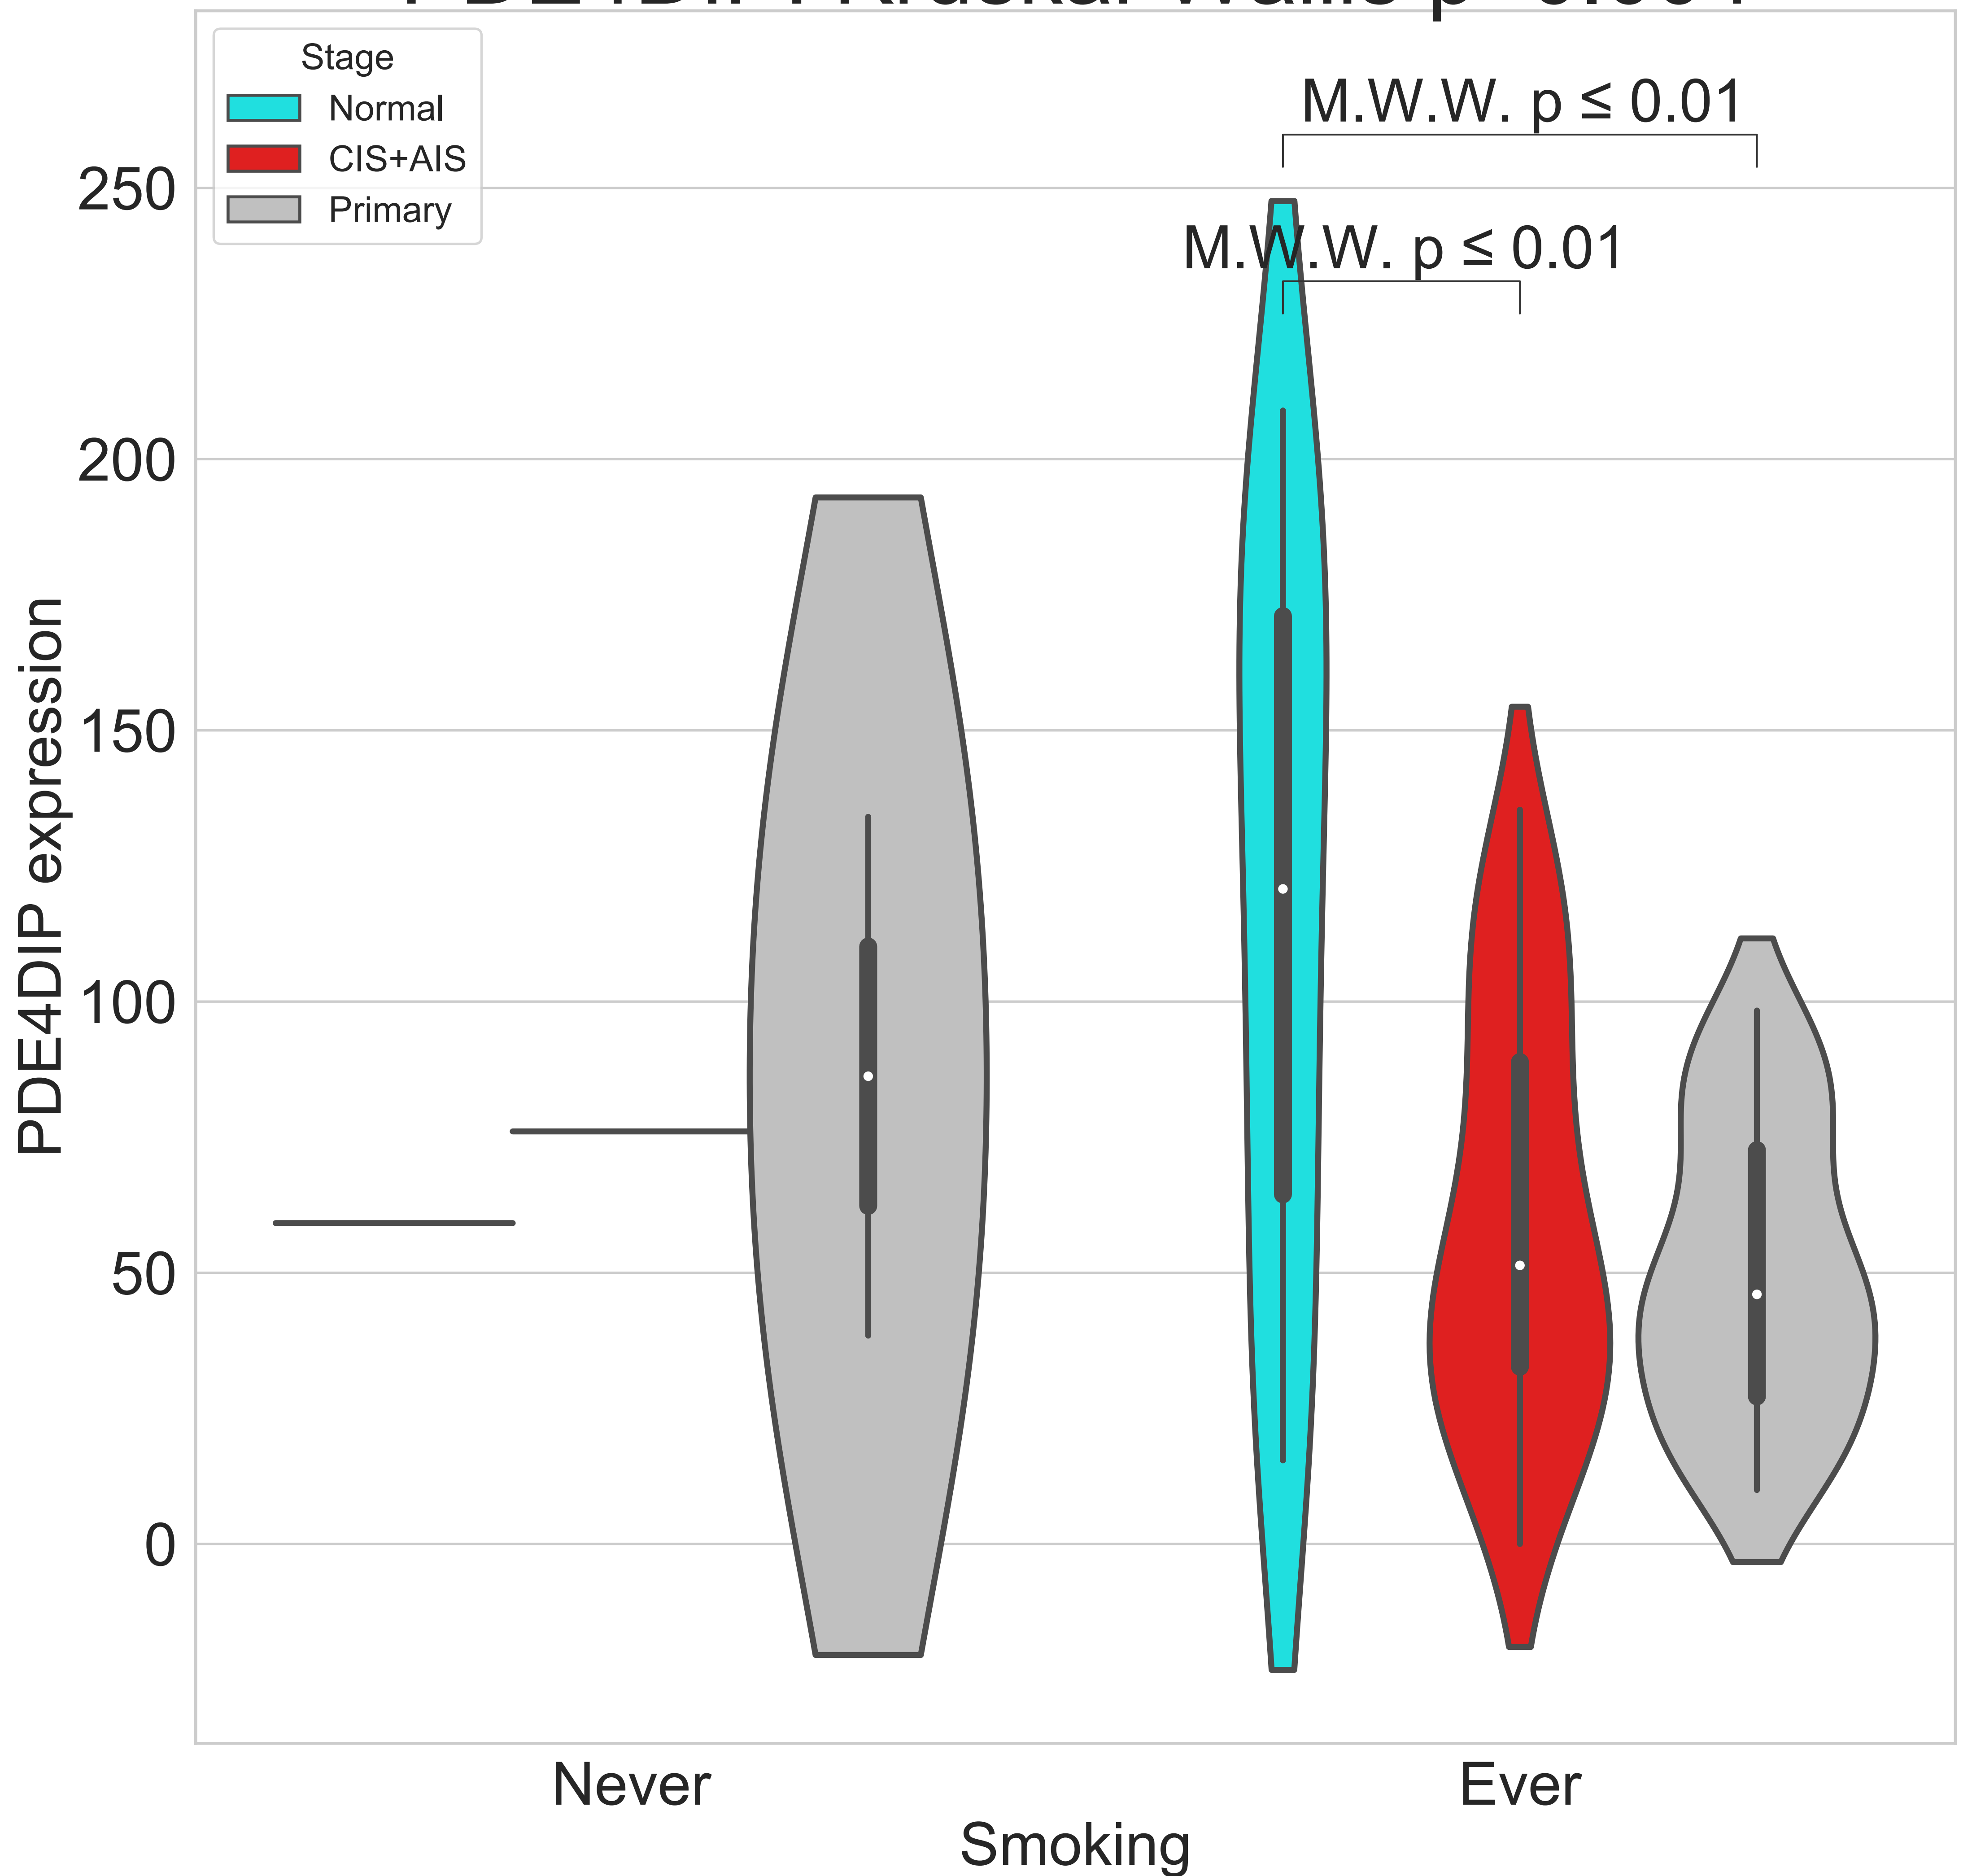 Stage
Normal
CIS+AIS
Primary
M.W.W. p ≤ 0.01
M.W.W. p ≤ 0.01
250
200
150
100
50
0
PDE4DIP expression
Never
Ever
Smoking